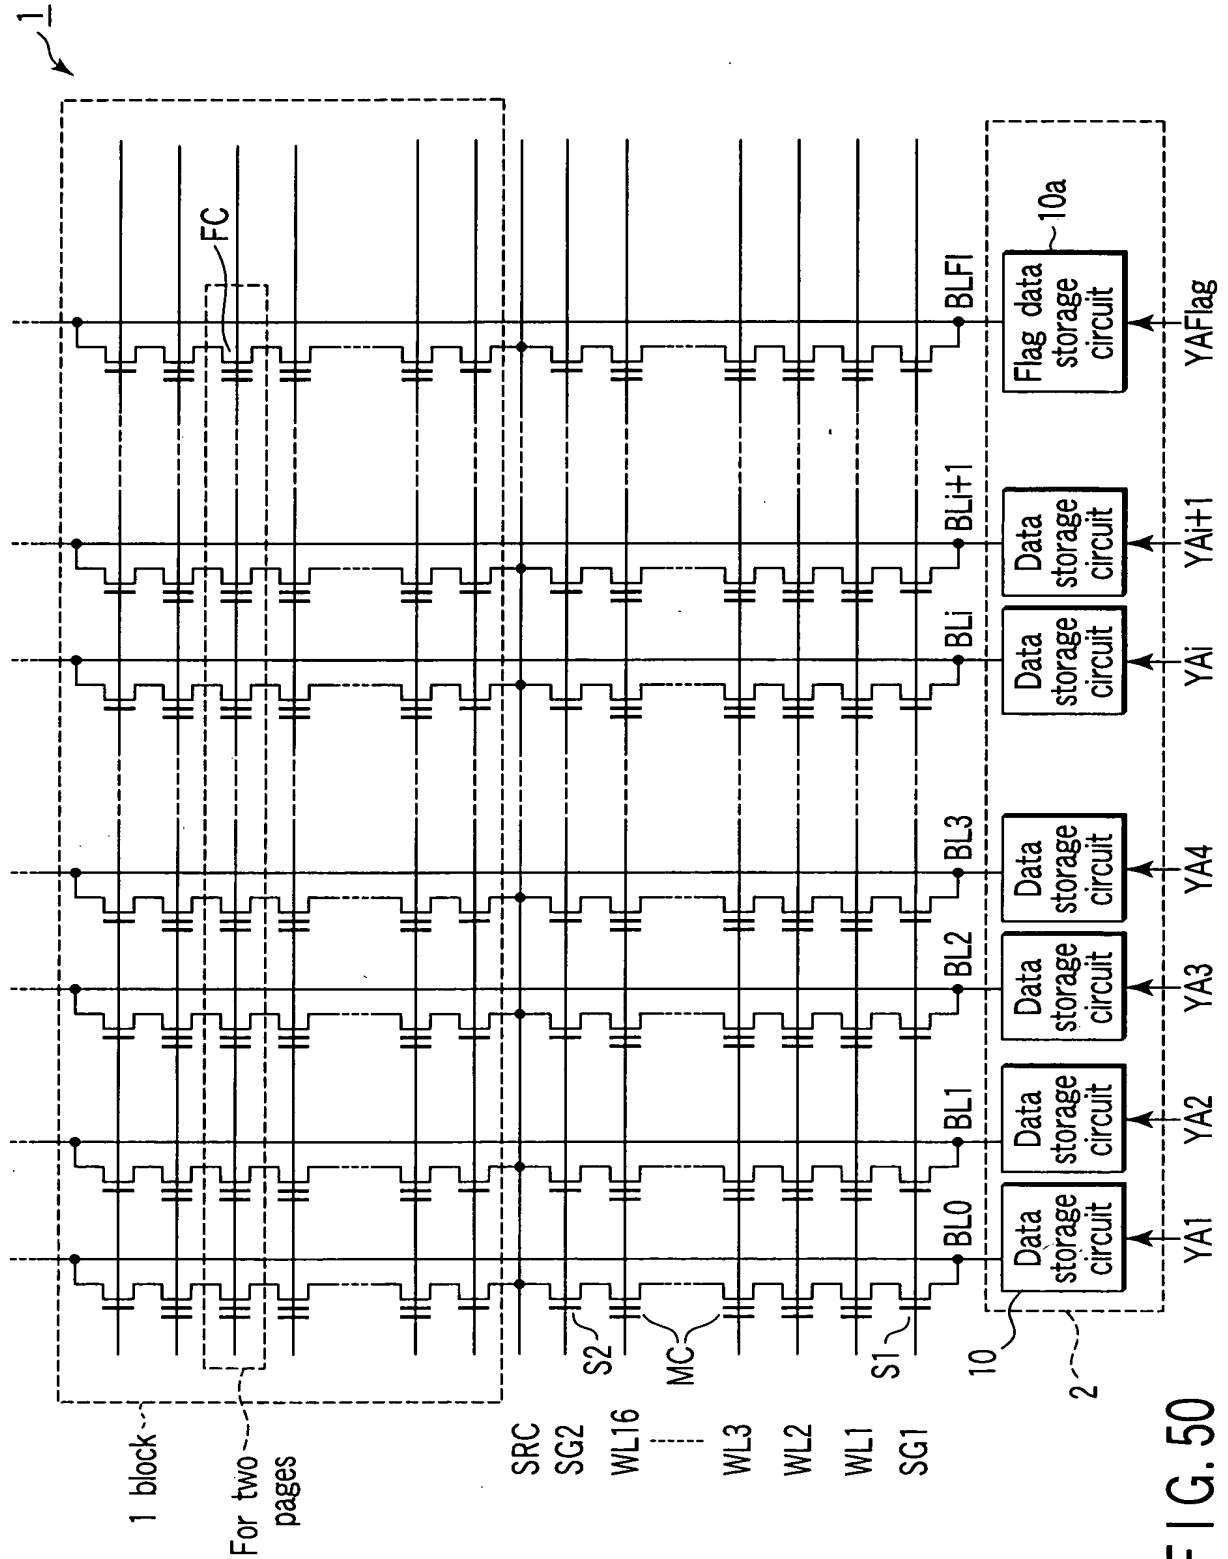 1
1 block
For two
pages
FC
SRC
SG2
WL16
WL3
WL2
WL1
SG1
S2
MC
S1
BL0
BL1
BL2
BL3
BLi
BLi+1
BLFl
10
2
10a
Data
storage
circuit
Data
storage
circuit
Data
storage
circuit
Data
storage
circuit
Data
storage
circuit
Data
storage
circuit
Flag data
storage
circuit
YA1
YA2
YA3
YA4
YAi
YAi+1
YAFlag
FIG. 50